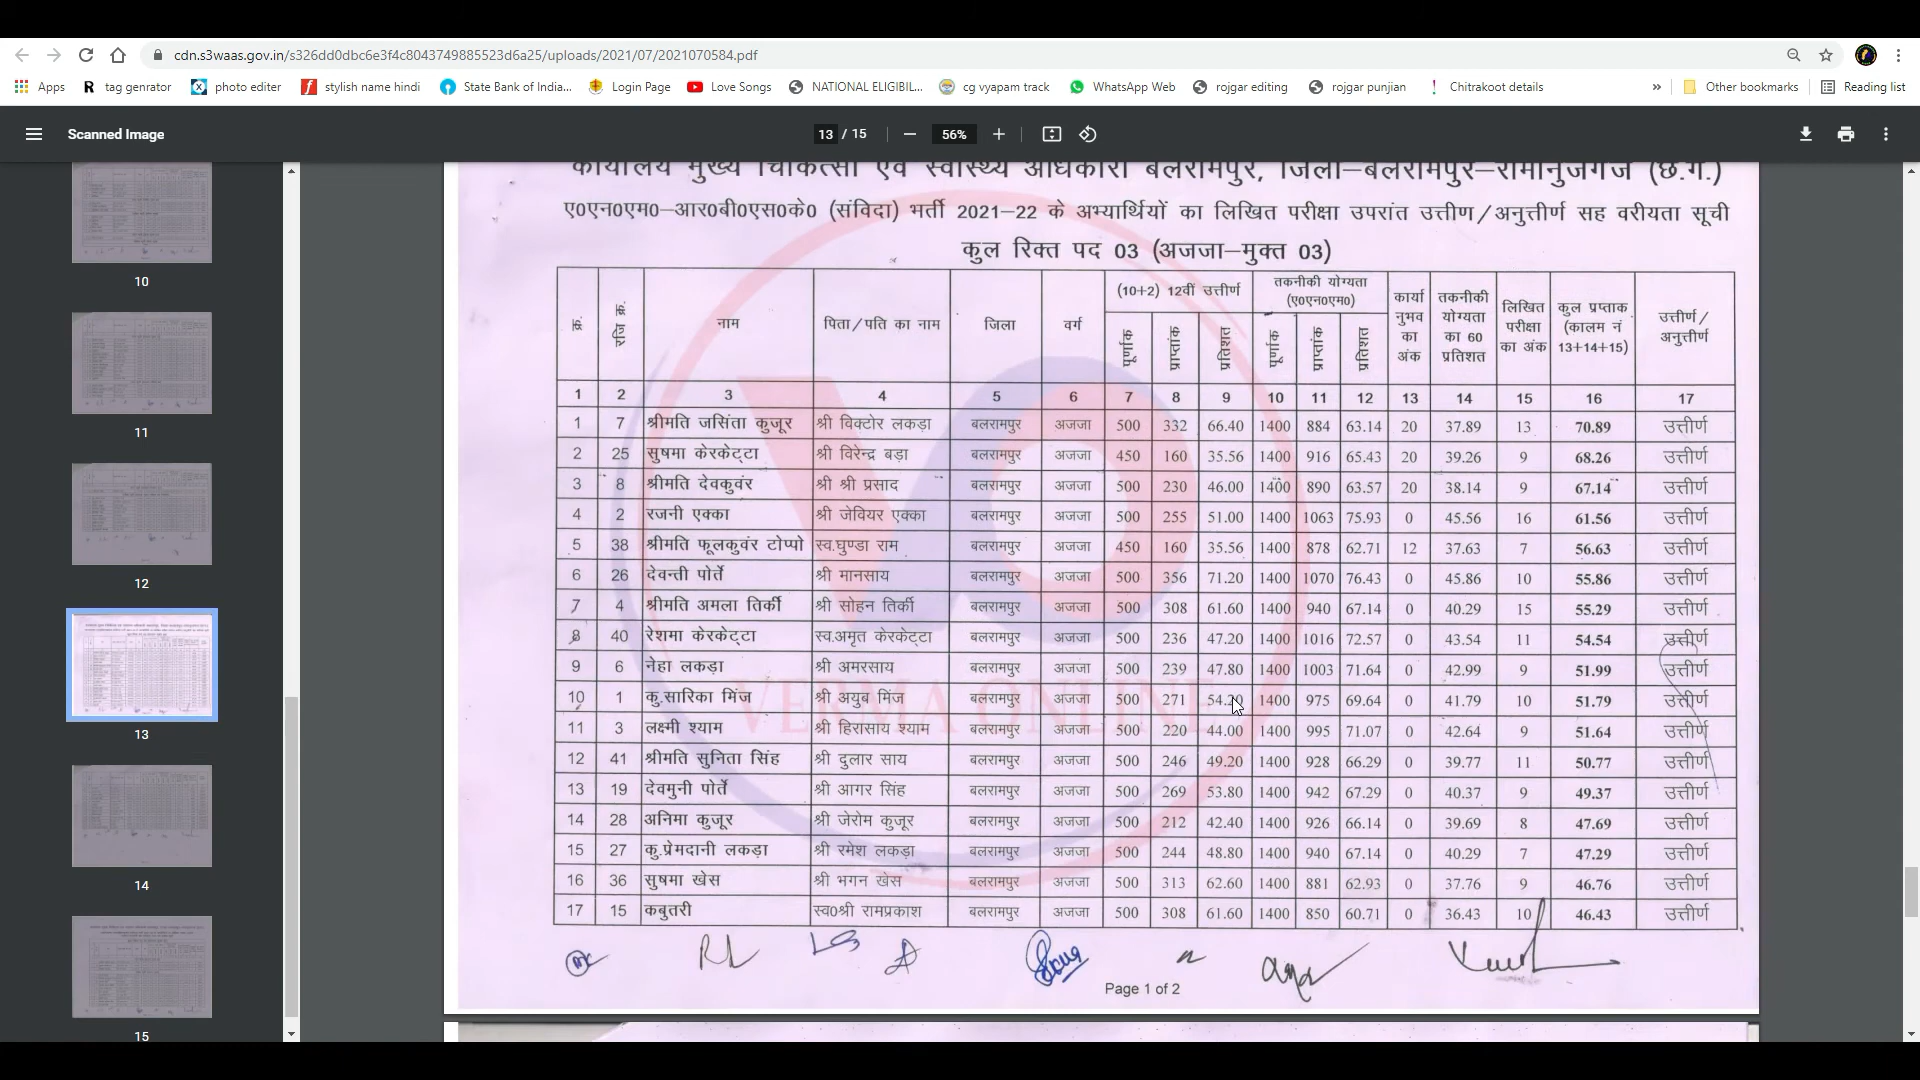 cdn.s3waas.gov.in/s326dd0dbc6e3f4c8043749885523d6a25/uploads/2021/07/2021070584.pdf
Apps R tag genrator photo editer stylish name hindi State Bank of India... Login Page Love Songs NATIONAL ELIGIBIL... cg vyapam track WhatsApp Web rojgar editing rojgar punjian Chitrakoot details » Other bookmarks Reading list
Scanned Image 13 / 15 56%
10
11
12
13
14
15
कार्यालय मुख्य चिकित्सा एवं स्वास्थ्य अधिकारी बलरामपुर, जिला–बलरामपुर–रामानुजगंज (छ.ग.)
ए0एन0एम0–आर0बी0एस0के0 (संविदा) भर्ती 2021–22 के अभ्यार्थियों का लिखित परीक्षा उपरांत उत्तीण/अनुत्तीर्ण सह वरीयता सूची
कुल रिक्त पद 03 (अजजा–मुक्त 03)
क्र. रजि क्र. नाम पिता/पति का नाम जिला वर्ग (10+2) 12वीं उत्तीर्ण तकनीकी योग्यता (ए0एन0एम0) कार्या नुभव का अंक तकनीकी योग्यता का 60 प्रतिशत लिखित परीक्षा का अंक कुल प्रप्ताक (कालम नं 13+14+15) उत्तीर्ण/ अनुत्तीर्ण
पूर्णांक प्राप्तांक प्रतिशत पूर्णांक प्राप्तांक प्रतिशत
1 2 3 4 5 6 7 8 9 10 11 12 13 14 15 16 17
1 7 श्रीमति जसिंता कुजूर श्री विक्टोर लकड़ा बलरामपुर अजजा 500 332 66.40 1400 884 63.14 20 37.89 13 70.89 उत्तीर्ण
2 25 सुषमा केरकेट्टा श्री विरेन्द्र बड़ा बलरामपुर अजजा 450 160 35.56 1400 916 65.43 20 39.26 9 68.26 उत्तीर्ण
3 8 श्रीमति देवकुवंर श्री श्री प्रसाद बलरामपुर अजजा 500 230 46.00 1400 890 63.57 20 38.14 9 67.14 उत्तीर्ण
4 2 रजनी एक्का श्री जेवियर एक्का बलरामपुर अजजा 500 255 51.00 1400 1063 75.93 0 45.56 16 61.56 उत्तीर्ण
5 38 श्रीमति फूलकुवंर टोप्पो स्व.घुण्डा राम बलरामपुर अजजा 450 160 35.56 1400 878 62.71 12 37.63 7 56.63 उत्तीर्ण
6 26 देवन्ती पोर्ते श्री मानसाय बलरामपुर अजजा 500 356 71.20 1400 1070 76.43 0 45.86 10 55.86 उत्तीर्ण
7 4 श्रीमति अमला तिर्की श्री सोहन तिर्की बलरामपुर अजजा 500 308 61.60 1400 940 67.14 0 40.29 15 55.29 उत्तीर्ण
8 40 रेशमा केरकेट्टा स्व.अमृत केरकेट्टा बलरामपुर अजजा 500 236 47.20 1400 1016 72.57 0 43.54 11 54.54 उत्तीर्ण
9 6 नेहा लकड़ा श्री अमरसाय बलरामपुर अजजा 500 239 47.80 1400 1003 71.64 0 42.99 9 51.99 उत्तीर्ण
10 1 कु.सारिका मिंज श्री अयुब मिंज बलरामपुर अजजा 500 271 54.20 1400 975 69.64 0 41.79 10 51.79 उत्तीर्ण
11 3 लक्ष्मी श्याम श्री हिरासाय श्याम बलरामपुर अजजा 500 220 44.00 1400 995 71.07 0 42.64 9 51.64 उत्तीर्ण
12 41 श्रीमति सुनिता सिंह श्री दुलार साय बलरामपुर अजजा 500 246 49.20 1400 928 66.29 0 39.77 11 50.77 उत्तीर्ण
13 19 देवमुनी पोर्ते श्री आगर सिंह बलरामपुर अजजा 500 269 53.80 1400 942 67.29 0 40.37 9 49.37 उत्तीर्ण
14 28 अनिमा कुजूर श्री जेरोम कुजूर बलरामपुर अजजा 500 212 42.40 1400 926 66.14 0 39.69 8 47.69 उत्तीर्ण
15 27 कु.प्रेमदानी लकड़ा श्री रमेश लकड़ा बलरामपुर अजजा 500 244 48.80 1400 940 67.14 0 40.29 7 47.29 उत्तीर्ण
16 36 सुषमा खेस श्री भगन खेस बलरामपुर अजजा 500 313 62.60 1400 881 62.93 0 37.76 9 46.76 उत्तीर्ण
17 15 कबुतरी स्व0श्री रामप्रकाश बलरामपुर अजजा 500 308 61.60 1400 850 60.71 0 36.43 10 46.43 उत्तीर्ण
VERMA ONLINE
Page 1 of 2